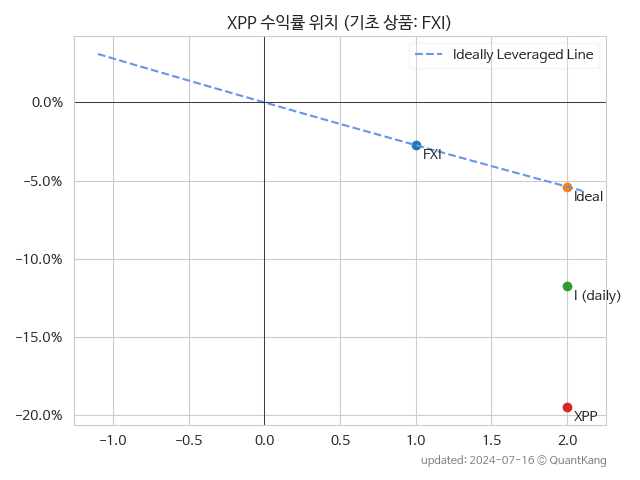 XPP 수익률 위치 (기초 상품: FXI)
Ideally Leveraged Line
0.0%
−5.0%
−10.0%
−15.0%
−20.0%
FXI
Ideal
I (daily)
XPP
−1.0 −0.5 0.0 0.5 1.0 1.5 2.0
updated: 2024-07-16 © QuantKang